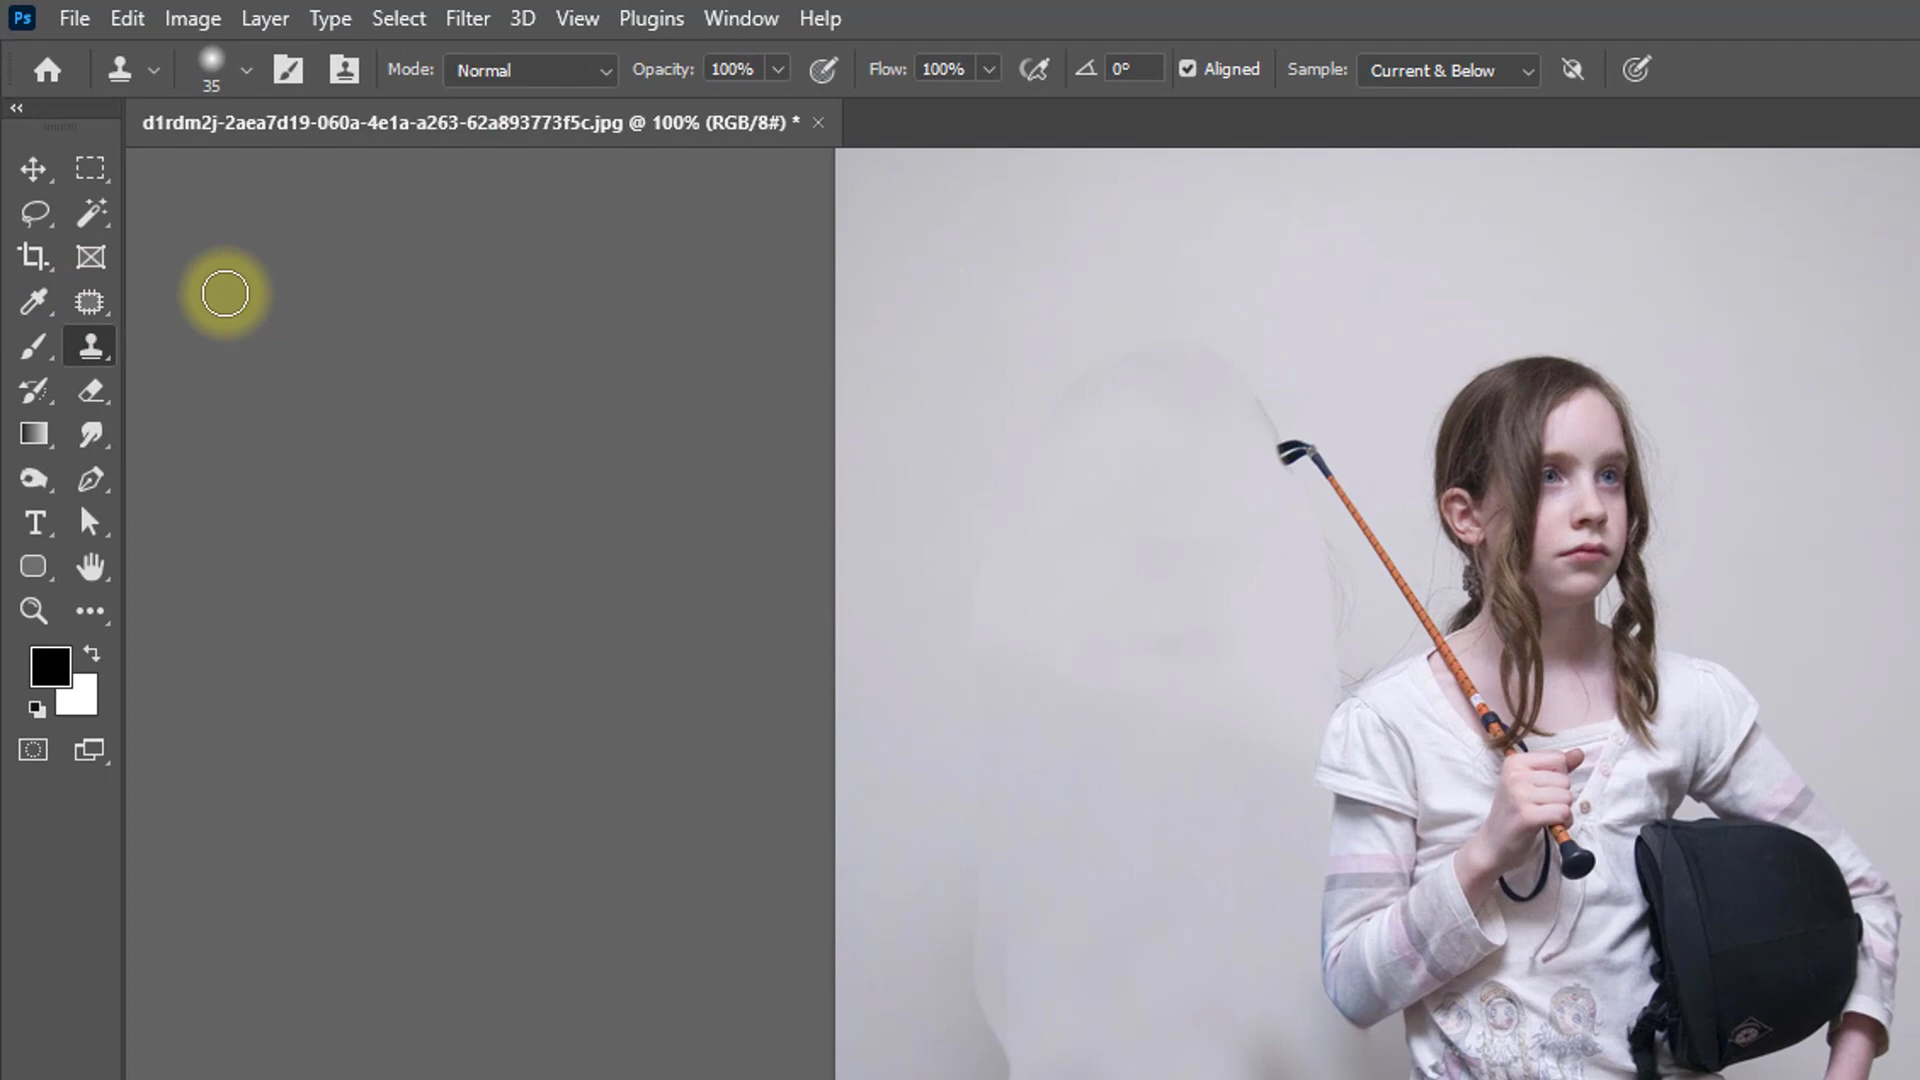 Ps File Edit Image Layer Type Select Filter 3D View Plugins Window Help
35 Mode: Normal Opacity: 100% Flow: 100% 0° Aligned Sample: Current & Below
d1rdm2j-2aea7d19-060a-4e1a-a263-62a893773f5c.jpg @ 100% (RGB/8#) *